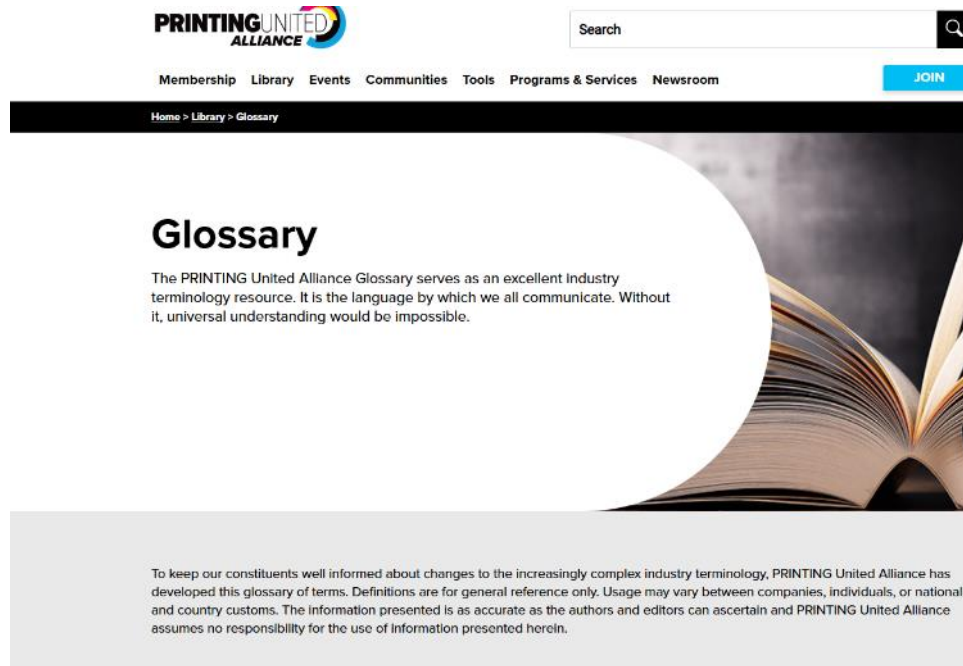 PRINTINGUNITED
ALLIANCE
Search
Membership Library Events Communities Tools Programs & Services Newsroom
JOIN
Home > Library > Glossary
Glossary
The PRINTING United Alliance Glossary serves as an excellent industry
terminology resource. It is the language by which we all communicate. Without
it, universal understanding would be impossible.
To keep our constituents well informed about changes to the increasingly complex industry terminology, PRINTING United Alliance has
developed this glossary of terms. Definitions are for general reference only. Usage may vary between companies, individuals, or national
and country customs. The information presented is as accurate as the authors and editors can ascertain and PRINTING United Alliance
assumes no responsibility for the use of information presented herein.